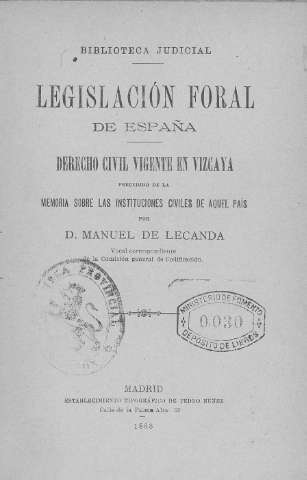 BIBLIOTECA JUDICIAL
LEGISLACIÓN FORAL
DE ESPAÑA
DERECHO CIVIL VIGENTE EN VIZCAYA
PRECEDIDO DE LA
MEMORIA SOBRE LAS INSTITUCIONES CIVILES DE AQUEL PAÍS
POR
D. MANUEL DE LECANDA
Vocal correspondiente
de la Comisión general de Codificación.
PROVINCIAL
MINISTERIO DE FOMENTO
0030
DEPÓSITO DE LIBROS
MADRID
ESTABLECIMIENTO TIPOGRÁFICO DE PEDRO NÚÑEZ
Calle de la Palma Alta, 32